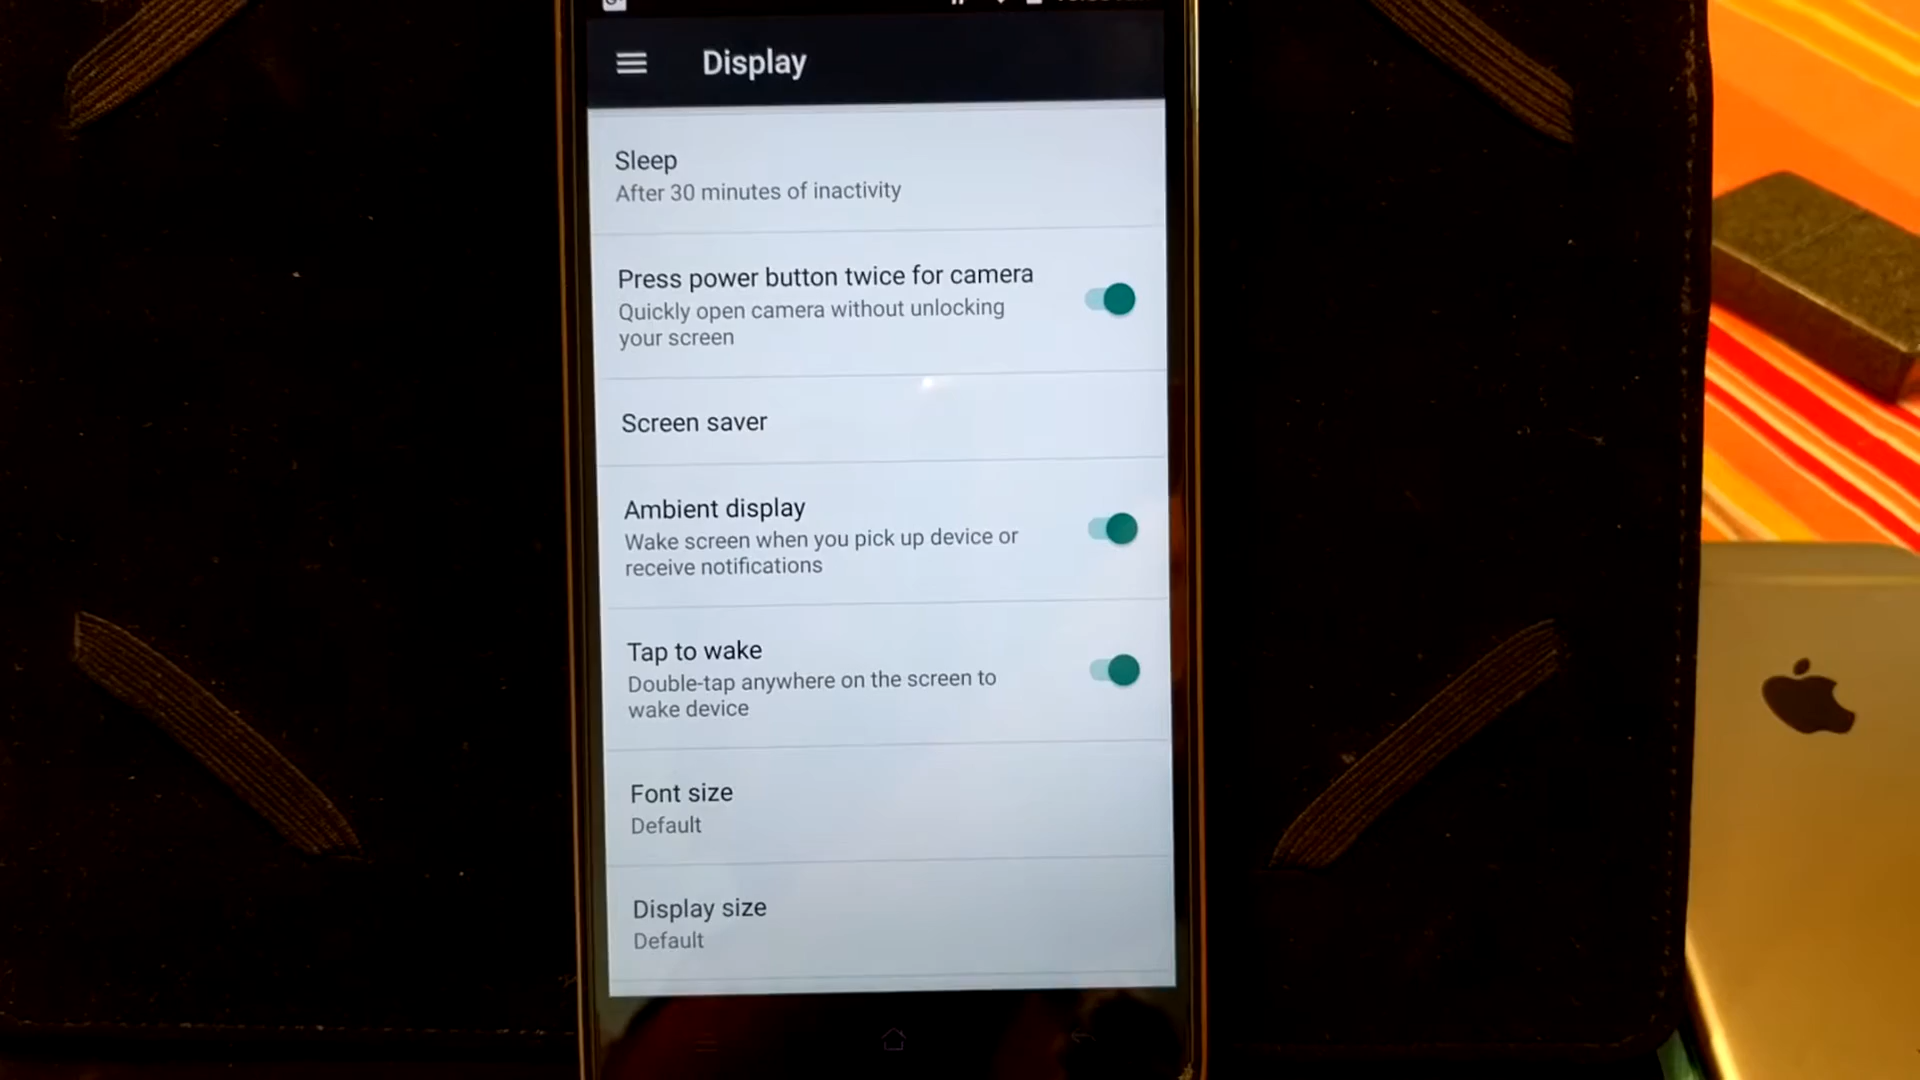 Display
Sleep
After 30 minutes of inactivity
Press power button twice for camera
Quickly open camera without unlocking
your screen
Screen saver
Ambient display
Wake screen when you pick up device or
receive notifications
Tap to wake
Double-tap anywhere on the screen to
wake device
Font size
Default
Display size
Default